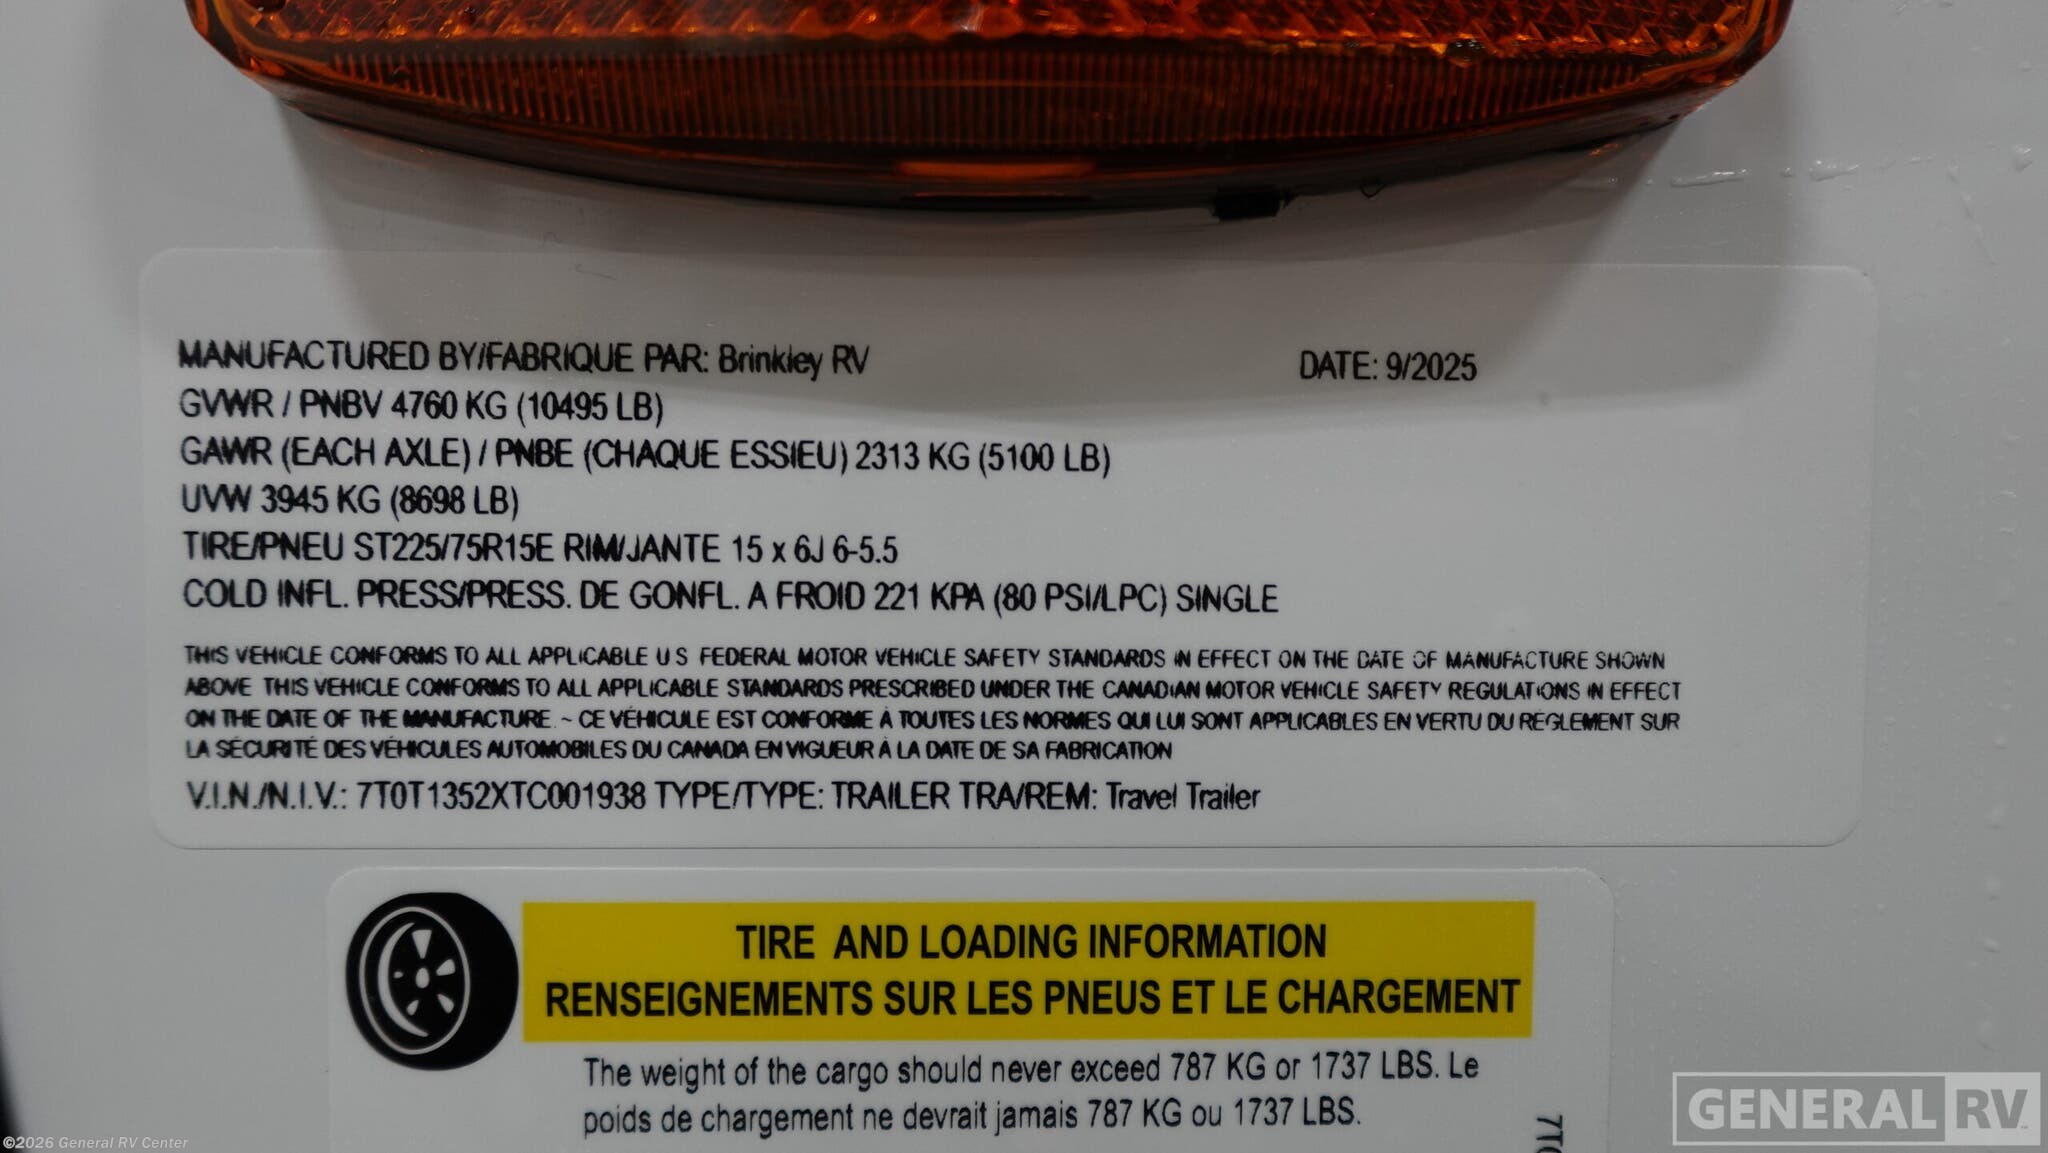 MANUFACTURED BY/FABRIQUE PAR: Brinkley RV DATE: 9/2025
GVWR / PNBV 4760 KG (10495 LB)
GAWR (EACH AXLE) / PNBE (CHAQUE ESSIEU) 2313 KG (5100 LB)
UVW 3945 KG (8698 LB)
TIRE/PNEU ST225/75R15E RIM/JANTE 15 x 6J 6-5.5
COLD INFL. PRESS/PRESS. DE GONFL. A FROID 221 KPA (80 PSI/LPC) SINGLE
THIS VEHICLE CONFORMS TO ALL APPLICABLE U S FEDERAL MOTOR VEHICLE SAFETY STANDARDS IN EFFECT ON THE DATE OF MANUFACTURE SHOWN
ABOVE THIS VEHICLE CONFORMS TO ALL APPLICABLE STANDARDS PRESCRIBED UNDER THE CANADIAN MOTOR VEHICLE SAFETY REGULATIONS IN EFFECT
ON THE DATE OF THE MANUFACTURE. ~ CE VÉHICULE EST CONFORME À TOUTES LES NORMES QUI LUI SONT APPLICABLES EN VERTU DU RÉGLEMENT SUR
LA SÉCURITÉ DES VÉHICULES AUTOMOBILES DU CANADA EN VIGUEUR À LA DATE DE SA FABRICATION
V.I.N./N.I.V.: 7T0T1352XTC001938 TYPE/TYPE: TRAILER TRA/REM: Travel Trailer
TIRE AND LOADING INFORMATION
RENSEIGNEMENTS SUR LES PNEUS ET LE CHARGEMENT
The weight of the cargo should never exceed 787 KG or 1737 LBS. Le
poids de chargement ne devrait jamais 787 KG ou 1737 LBS.
GENERAL RV
©2026 General RV Center